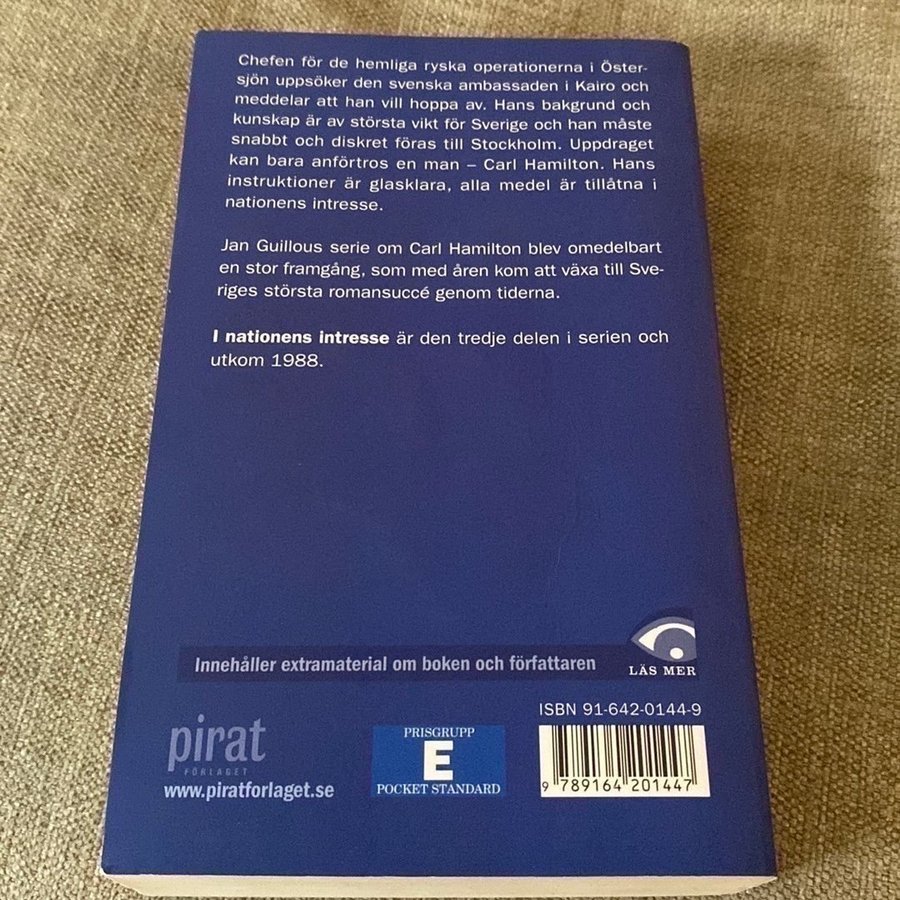 Chefen för de hemliga ryska operationerna i Öster-
sjön uppsöker den svenska ambassaden i Kairo och
meddelar att han vill hoppa av. Hans bakgrund och
kunskap är av största vikt för Sverige och han måste
snabbt och diskret föras till Stockholm. Uppdraget
kan bara anförtros en man – Carl Hamilton. Hans
instruktioner är glasklara, alla medel är tillåtna i
nationens intresse.
Jan Guillous serie om Carl Hamilton blev omedelbart
en stor framgång, som med åren kom att växa till Sve-
riges största romansuccé genom tiderna.
I nationens intresse är den tredje delen i serien och
utkom 1988.
Innehåller extramaterial om boken och författaren
LÄS MER
ISBN 91-642-0144-9
pirat
FÖRLAGET
www.piratforlaget.se
PRISGRUPP
E
POCKET STANDARD
9 789164 201447